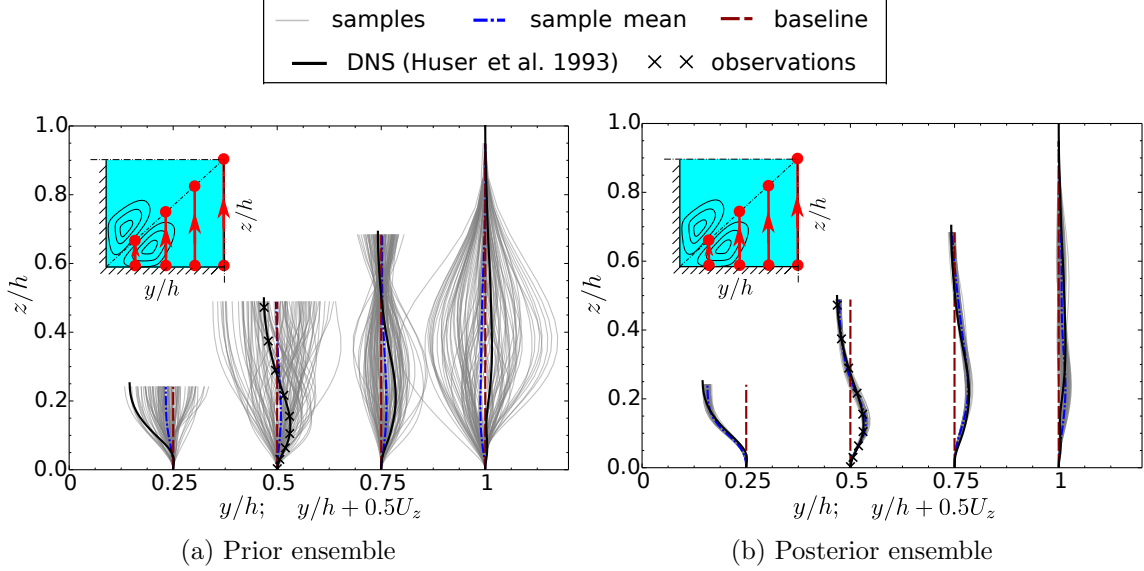 samples sample mean baseline
DNS (Huser et al. 1993) × × observations
1.0
0.8
0.6
0.4
0.2
0.0
z/h
y/h
z/h
0 0.25 0.5 0.75 1
y/h; y/h + 0.5U_z
(a) Prior ensemble
1.0
0.8
0.6
0.4
0.2
0.0
z/h
y/h
z/h
0 0.25 0.5 0.75 1
y/h; y/h + 0.5U_z
(b) Posterior ensemble